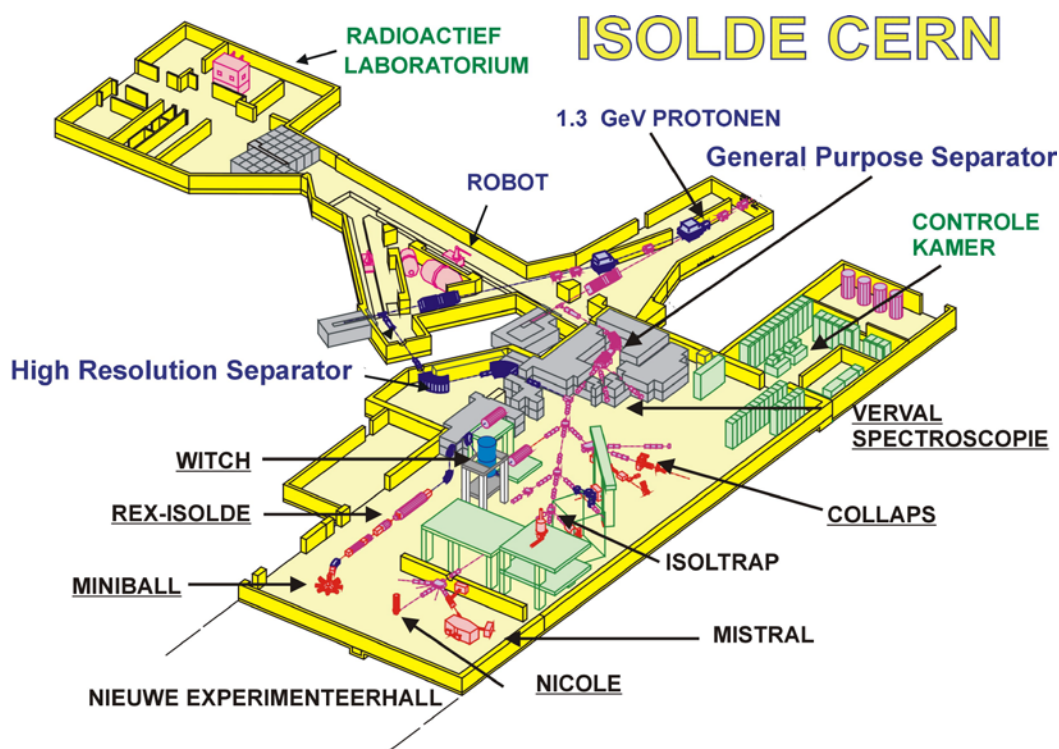 ISOLDE CERN
RADIOACTIEF
LABORATORIUM
1.3 GeV PROTONEN
General Purpose Separator
ROBOT
CONTROLE
KAMER
High Resolution Separator
VERVAL
SPECTROSCOPIE
WITCH
REX-ISOLDE
COLLAPS
ISOLTRAP
MINIBALL
MISTRAL
NICOLE
NIEUWE EXPERIMENTEERHALL